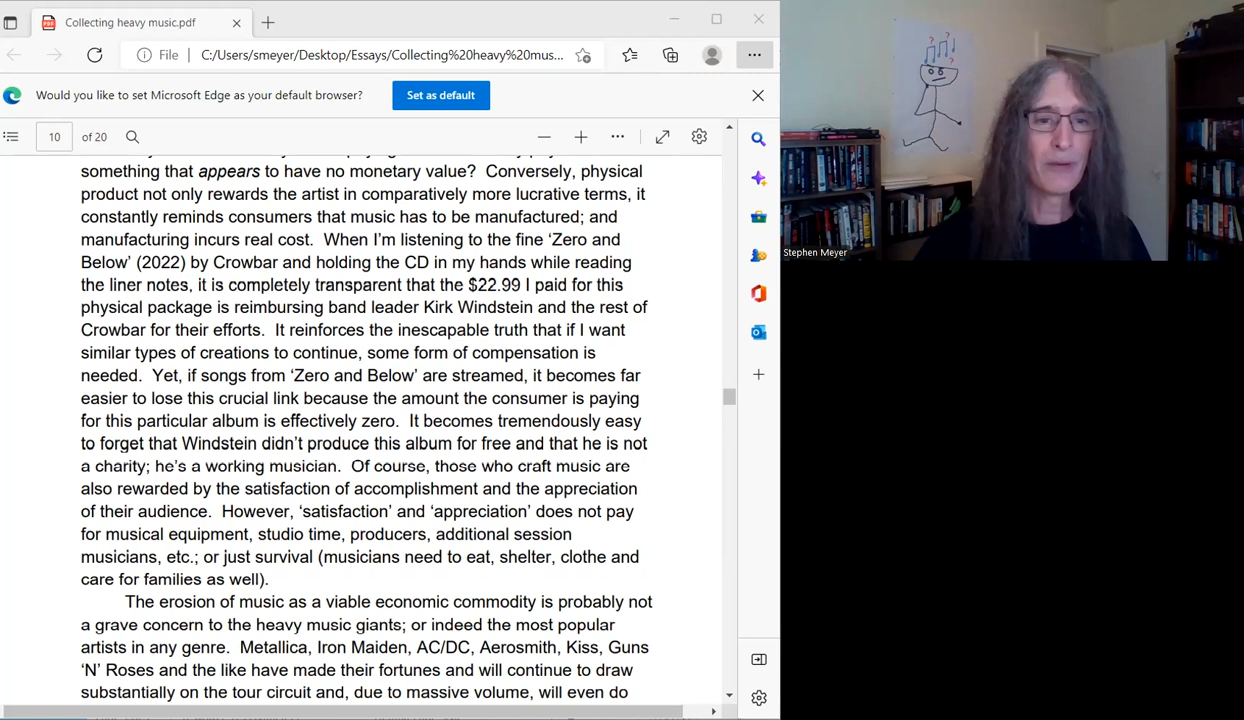 Collecting heavy music.pdf
File
C:/Users/smeyer/Desktop/Essays/Collecting%20heavy%20mus...
Would you like to set Microsoft Edge as your default browser?
Set as default
10 of 20
something that appears to have no monetary value?  Conversely, physical
product not only rewards the artist in comparatively more lucrative terms, it
constantly reminds consumers that music has to be manufactured; and
manufacturing incurs real cost.  When I’m listening to the fine ‘Zero and
Below’ (2022) by Crowbar and holding the CD in my hands while reading
the liner notes, it is completely transparent that the $22.99 I paid for this
physical package is reimbursing band leader Kirk Windstein and the rest of
Crowbar for their efforts.  It reinforces the inescapable truth that if I want
similar types of creations to continue, some form of compensation is
needed.  Yet, if songs from ‘Zero and Below’ are streamed, it becomes far
easier to lose this crucial link because the amount the consumer is paying
for this particular album is effectively zero.  It becomes tremendously easy
to forget that Windstein didn’t produce this album for free and that he is not
a charity; he’s a working musician.  Of course, those who craft music are
also rewarded by the satisfaction of accomplishment and the appreciation
of their audience.  However, ‘satisfaction’ and ‘appreciation’ does not pay
for musical equipment, studio time, producers, additional session
musicians, etc.; or just survival (musicians need to eat, shelter, clothe and
care for families as well).
The erosion of music as a viable economic commodity is probably not
a grave concern to the heavy music giants; or indeed the most popular
artists in any genre.  Metallica, Iron Maiden, AC/DC, Aerosmith, Kiss, Guns
‘N’ Roses and the like have made their fortunes and will continue to draw
substantially on the tour circuit and, due to massive volume, will even do
Stephen Meyer